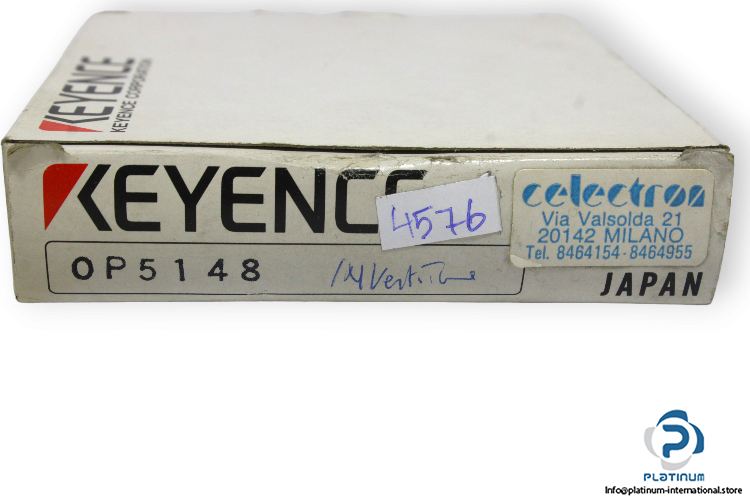 KEYENCE
KEYENCE CORPORATION
KEYENCE
4576
celectron
Via Valsolda 21
20142 MILANO
Tel. 8464154-8464955
OP5148
JAPAN
PLATINUM
Info@platinum-international.store